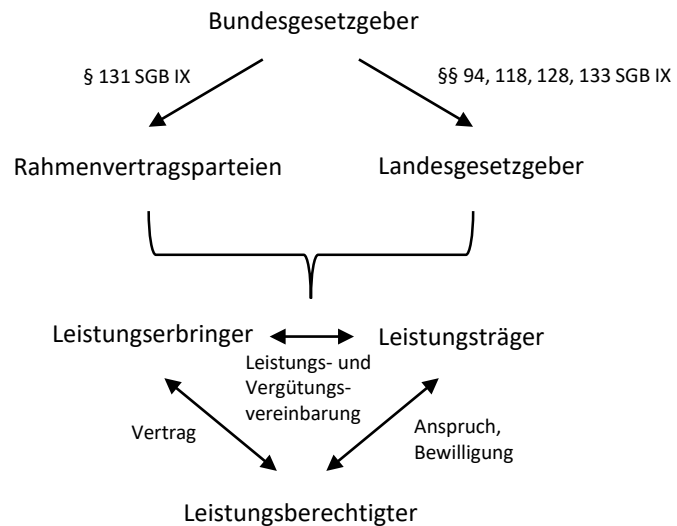 Bundesgesetzgeber
§ 131 SGB IX
§§ 94, 118, 128, 133 SGB IX
Rahmenvertragsparteien
Landesgesetzgeber
Leistungserbringer
Leistungsträger
Leistungs- und
Vergütungs-
vereinbarung
Vertrag
Anspruch,
Bewilligung
Leistungsberechtigter